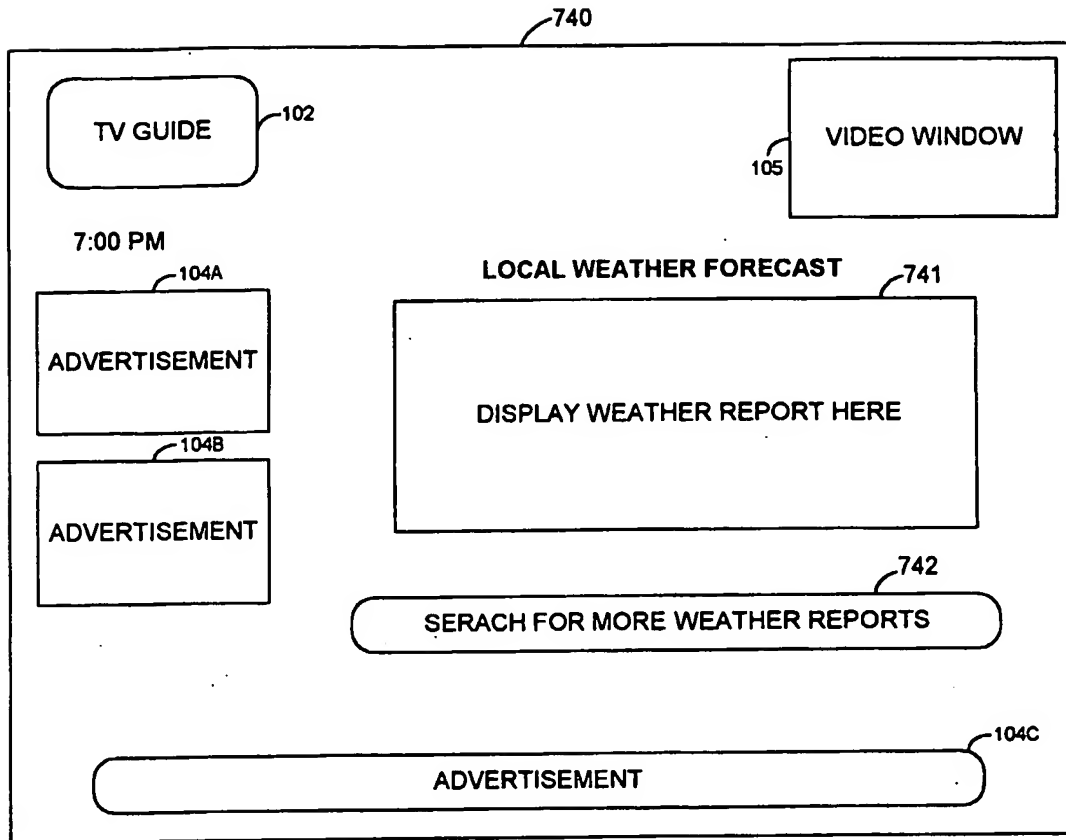 740
TV GUIDE
102
VIDEO WINDOW
105
7:00 PM
LOCAL WEATHER FORECAST
104A
741
ADVERTISEMENT
DISPLAY WEATHER REPORT HERE
104B
ADVERTISEMENT
742
SERACH FOR MORE WEATHER REPORTS
104C
ADVERTISEMENT